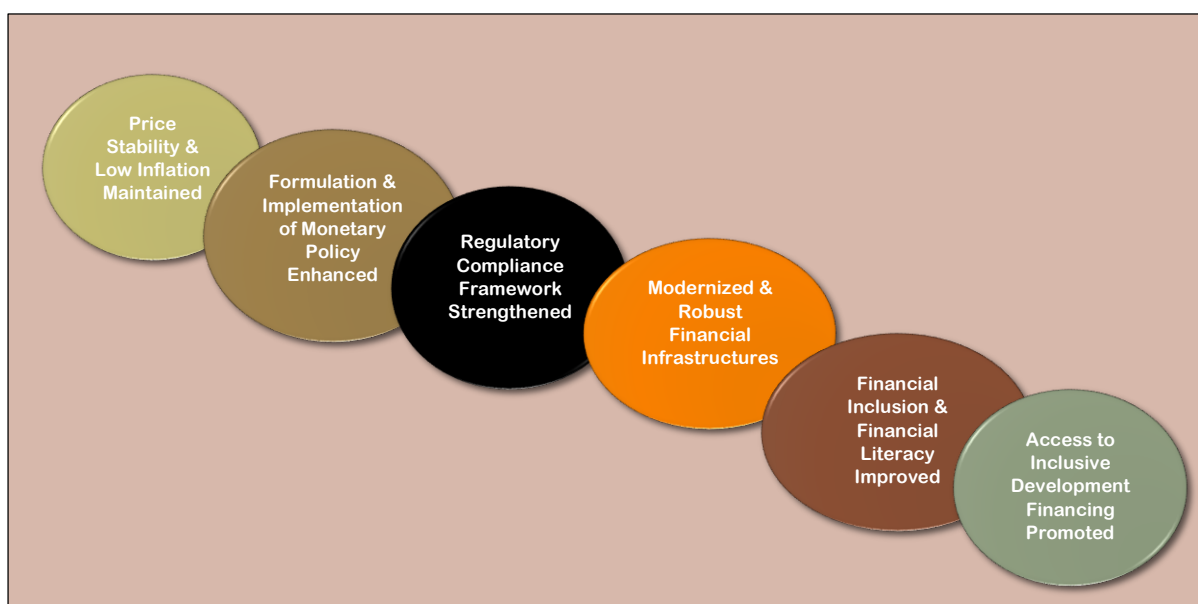 Price
Stability &
Low Inflation
Maintained
Formulation &
Implementation
of Monetary
Policy
Enhanced
Regulatory
Compliance
Framework
Strengthened
Modernized &
Robust
Financial
Infrastructures
Financial
Inclusion &
Financial
Literacy
Improved
Access to
Inclusive
Development
Financing
Promoted